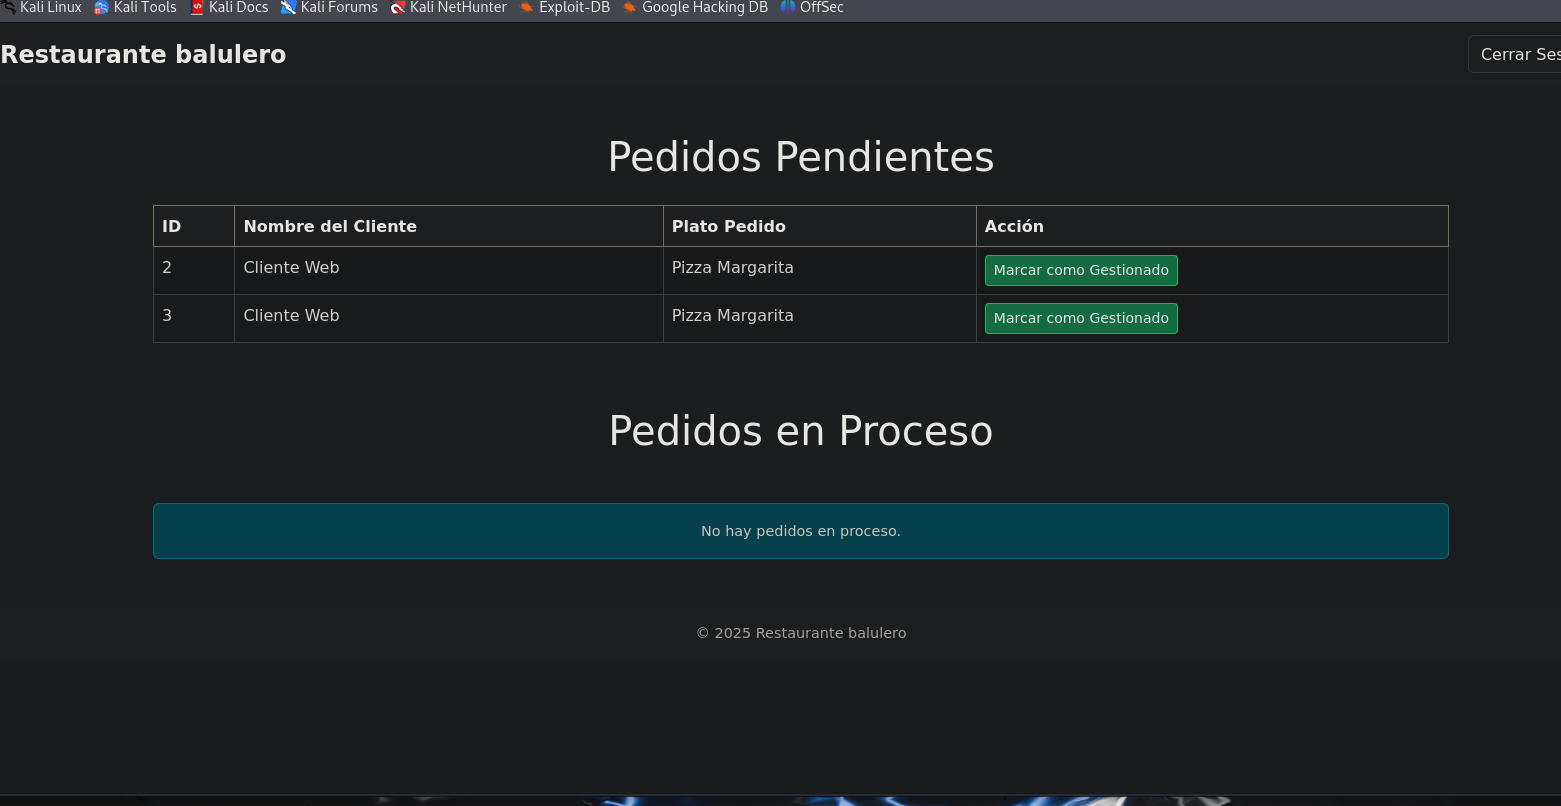 Kali Linux Kali Tools Kali Docs Kali Forums Kali NetHunter Exploit-DB Google Hacking DB OffSec
Restaurante balulero Cerrar Ses
Pedidos Pendientes
ID Nombre del Cliente Plato Pedido Acción
2 Cliente Web Pizza Margarita Marcar como Gestionado
3 Cliente Web Pizza Margarita Marcar como Gestionado
Pedidos en Proceso
No hay pedidos en proceso.
© 2025 Restaurante balulero